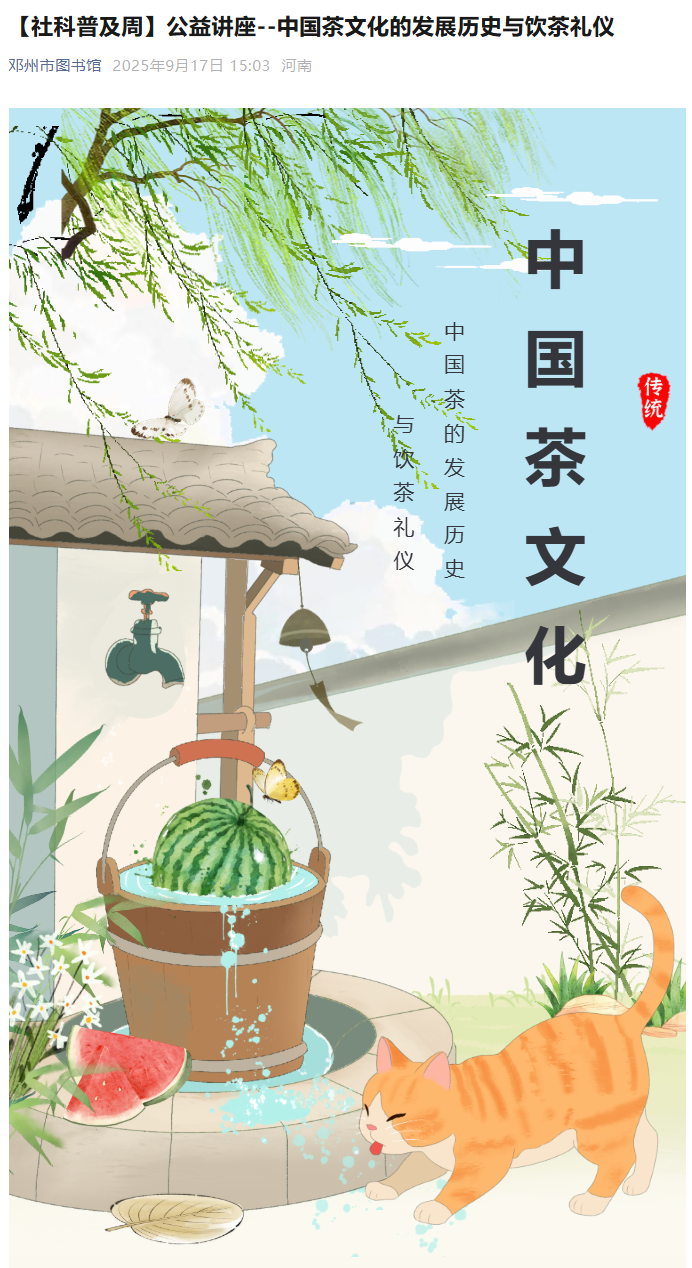 【社科普及周】公益讲座--中国茶文化的发展历史与饮茶礼仪
邓州市图书馆 2025年9月17日 15:03 河南
传统
中国茶文化
中国茶的发展历史
与饮茶礼仪